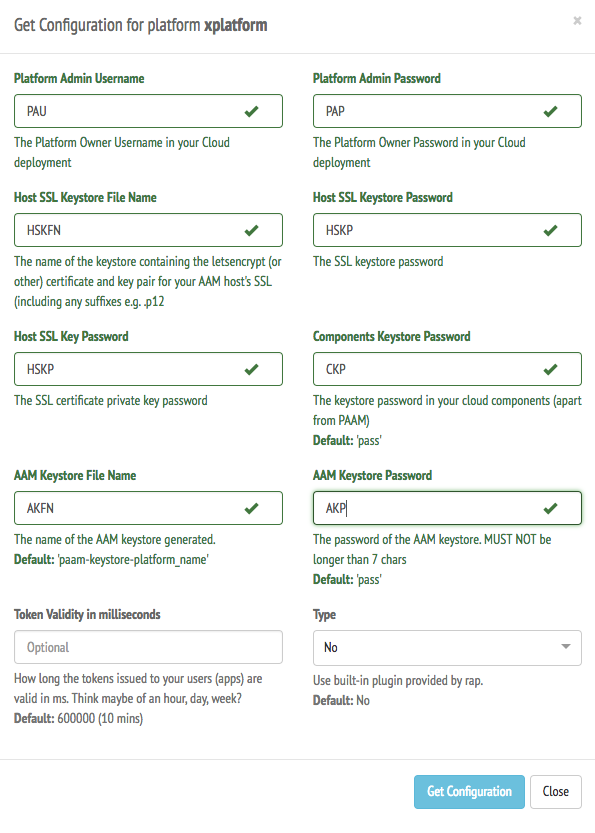 Get Configuration for platform xplatform
×
Platform Admin Username
PAU
The Platform Owner Username in your Cloud
deployment
Platform Admin Password
PAP
The Platform Owner Password in your Cloud
deployment
Host SSL Keystore File Name
HSKFN
The name of the keystore containing the letsencrypt (or
other) certificate and key pair for your AAM host's SSL
(including any suffixes e.g. .p12
Host SSL Keystore Password
HSKP
The SSL keystore password
Host SSL Key Password
HSKP
The SSL certificate private key password
Components Keystore Password
CKP
The keystore password in your cloud components (apart
from PAAM)
Default: 'pass'
AAM Keystore File Name
AKFN
The name of the AAM keystore generated.
Default: 'paam-keystore-platform_name'
AAM Keystore Password
AKP
The password of the AAM keystore. MUST NOT be
longer than 7 chars
Default: 'pass'
Token Validity in milliseconds
Optional
How long the tokens issued to your users (apps) are
valid in ms. Think maybe of an hour, day, week?
Default: 600000 (10 mins)
Type
No
Use built-in plugin provided by rap.
Default: No
Get Configuration
Close